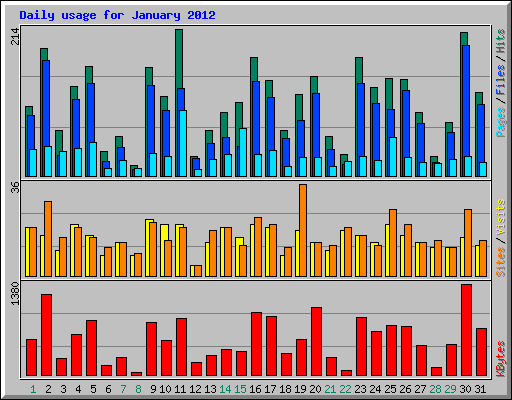 Daily usage for January 2012
214
Pages / Files / Hits
36
Sites / Visits
1380
KBytes
1 2 3 4 5 6 7 8 9 10 11 12 13 14 15 16 17 18 19 20 21 22 23 24 25 26 27 28 29 30 31